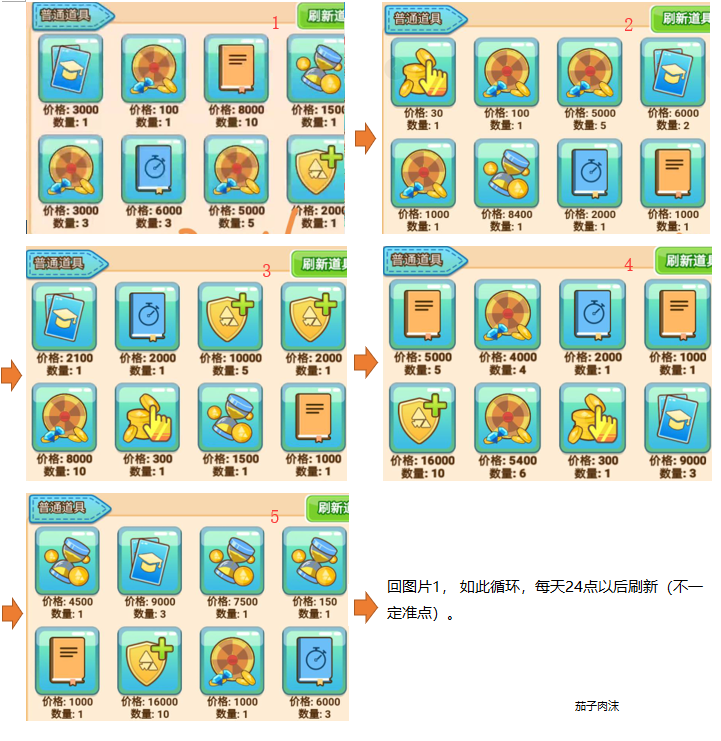 普通道具 1 刷新道
价格: 3000 价格: 100 价格: 8000 价格: 1500
数量: 1 数量: 1 数量: 10 数量: 1
价格: 3000 价格: 6000 价格: 5000 价格: 2000
数量: 3 数量: 3 数量: 5 数量: 1
普通道具 2 刷新道
价格: 30 价格: 100 价格: 5000 价格: 6000
数量: 1 数量: 1 数量: 5 数量: 2
价格: 1000 价格: 8400 价格: 2000 价格: 1000
数量: 1 数量: 1 数量: 1 数量: 1
普通道具 3 刷新道
价格: 2100 价格: 2000 价格: 10000 价格: 2000
数量: 1 数量: 1 数量: 5 数量: 1
价格: 8000 价格: 300 价格: 1500 价格: 1000
数量: 10 数量: 1 数量: 1 数量: 1
普通道具 4 刷新道
价格: 5000 价格: 4000 价格: 2000 价格: 1000
数量: 5 数量: 4 数量: 1 数量: 1
价格: 16000 价格: 5400 价格: 300 价格: 9000
数量: 10 数量: 6 数量: 1 数量: 3
普通道具 5 刷新
价格: 4500 价格: 9000 价格: 7500 价格: 150
数量: 1 数量: 3 数量: 1 数量: 1
价格: 1000 价格: 16000 价格: 1000 价格: 6000
数量: 1 数量: 10 数量: 1 数量: 3
回图片1， 如此循环，每天24点以后刷新（不一
定准点）。
茄子肉沫